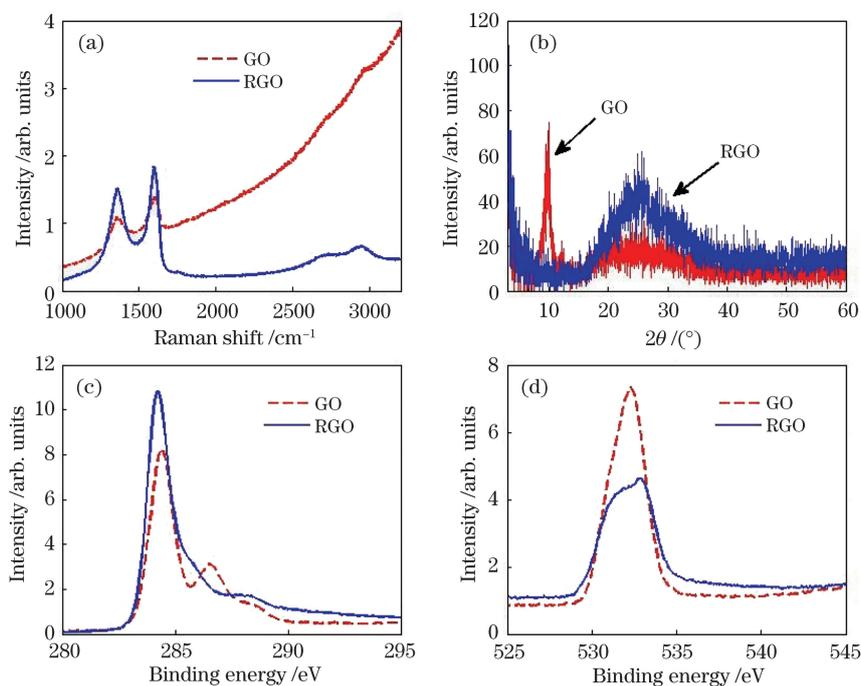 (a)
GO
RGO
4
3
2
1
0
1000 1500 2000 2500 3000
Intensity /arb. units
Raman shift /cm⁻¹
(b)
GO
RGO
120
100
80
60
40
20
0
10 20 30 40 50 60
Intensity /arb. units
2θ /(°)
(c)
GO
RGO
12
10
8
6
4
2
0
280 285 290 295
Intensity /arb. units
Binding energy /eV
(d)
GO
RGO
8
6
4
2
0
525 530 535 540 545
Intensity /arb. units
Binding energy /eV